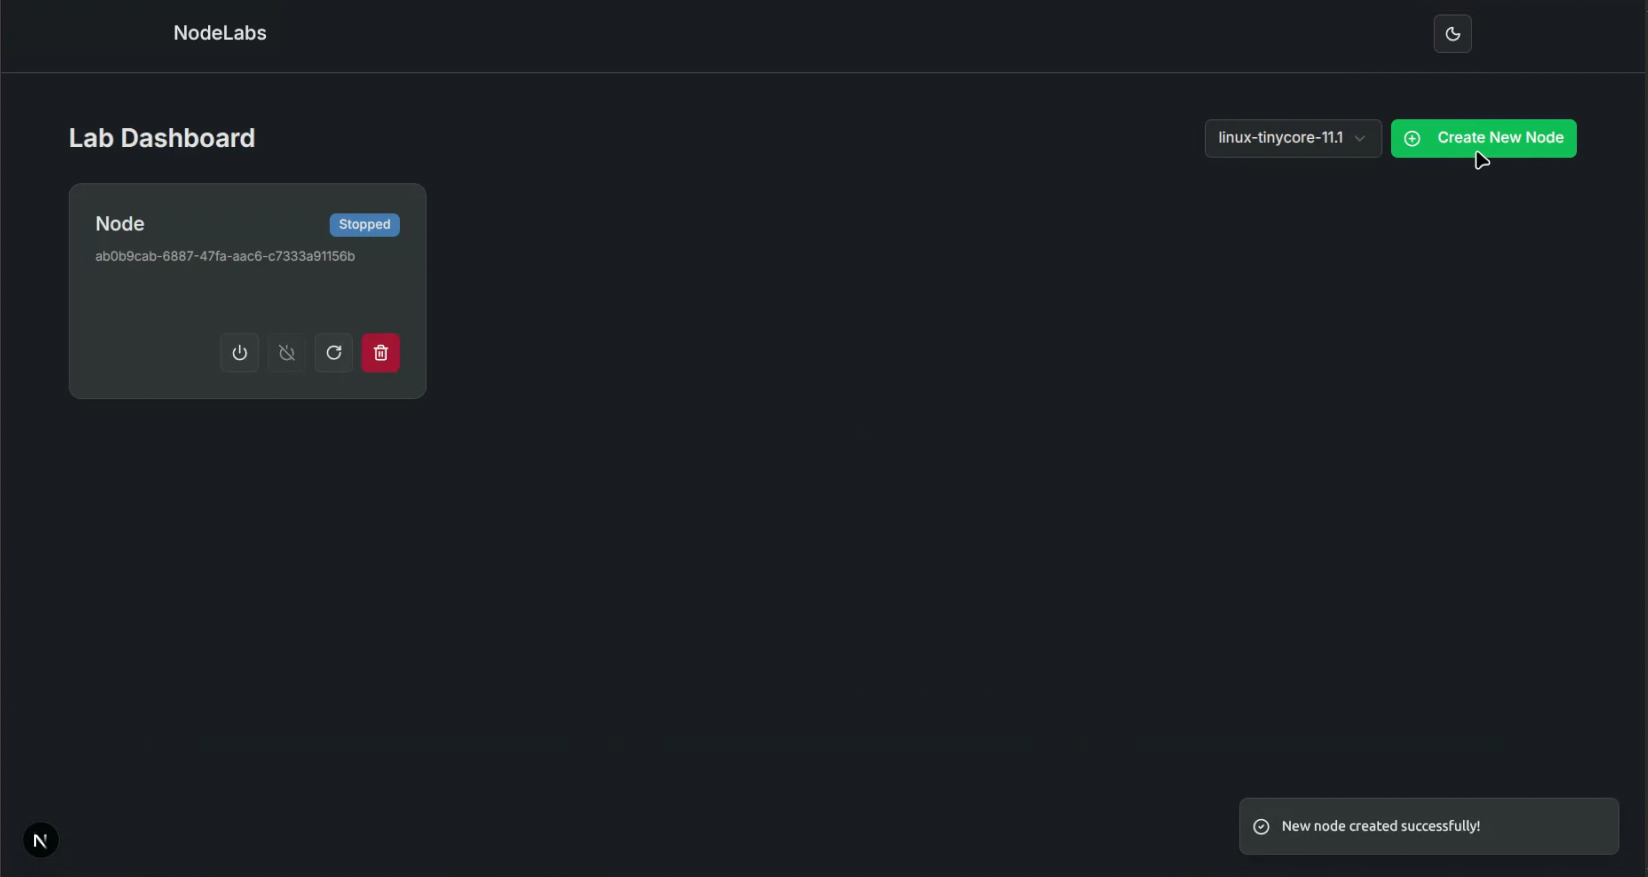 NodeLabs
Lab Dashboard
linux-tinycore-11.1
Create New Node
Node
Stopped
ab0b9cab-6887-47fa-aac6-c7333a91156b
New node created successfully!
N